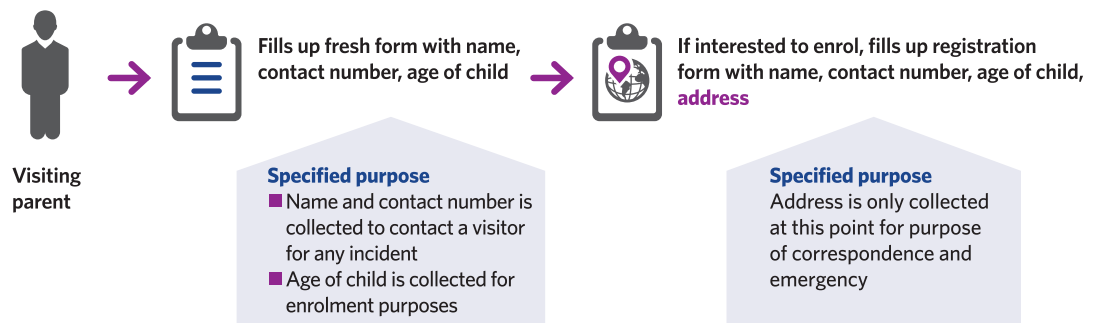 Visiting
parent
Fills up fresh form with name,
contact number, age of child
Specified purpose
Name and contact number is
collected to contact a visitor
for any incident
Age of child is collected for
enrolment purposes
If interested to enrol, fills up registration
form with name, contact number, age of child,
address
Specified purpose
Address is only collected
at this point for purpose
of correspondence and
emergency